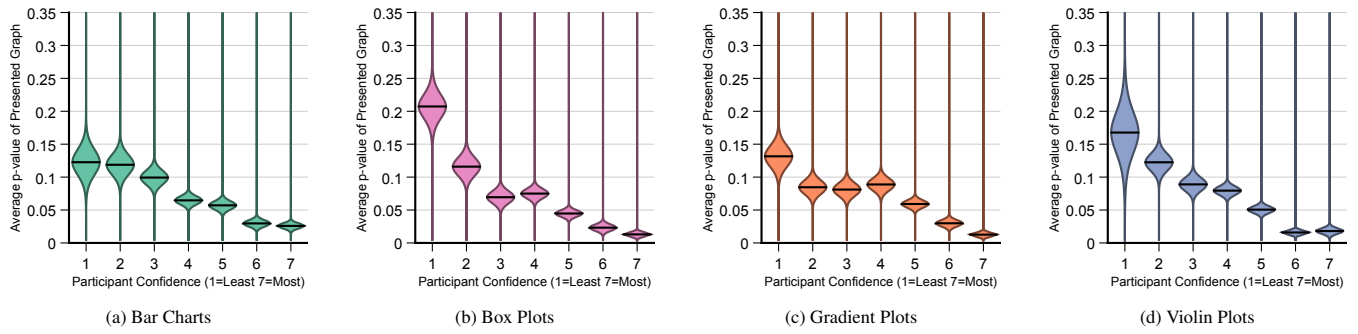 Average p-value of Presented Graph
0.35
0.3
0.25
0.2
0.15
0.1
0.05
0
1 2 3 4 5 6 7
Participant Confidence (1=Least 7=Most)
(a) Bar Charts
Average p-value of Presented Graph
0.35
0.3
0.25
0.2
0.15
0.1
0.05
0
1 2 3 4 5 6 7
Participant Confidence (1=Least 7=Most)
(b) Box Plots
Average p-value of Presented Graph
0.35
0.3
0.25
0.2
0.15
0.1
0.05
0
1 2 3 4 5 6 7
Participant Confidence (1=Least 7=Most)
(c) Gradient Plots
Average p-value of Presented Graph
0.35
0.3
0.25
0.2
0.15
0.1
0.05
0
1 2 3 4 5 6 7
Participant Confidence (1=Least 7=Most)
(d) Violin Plots